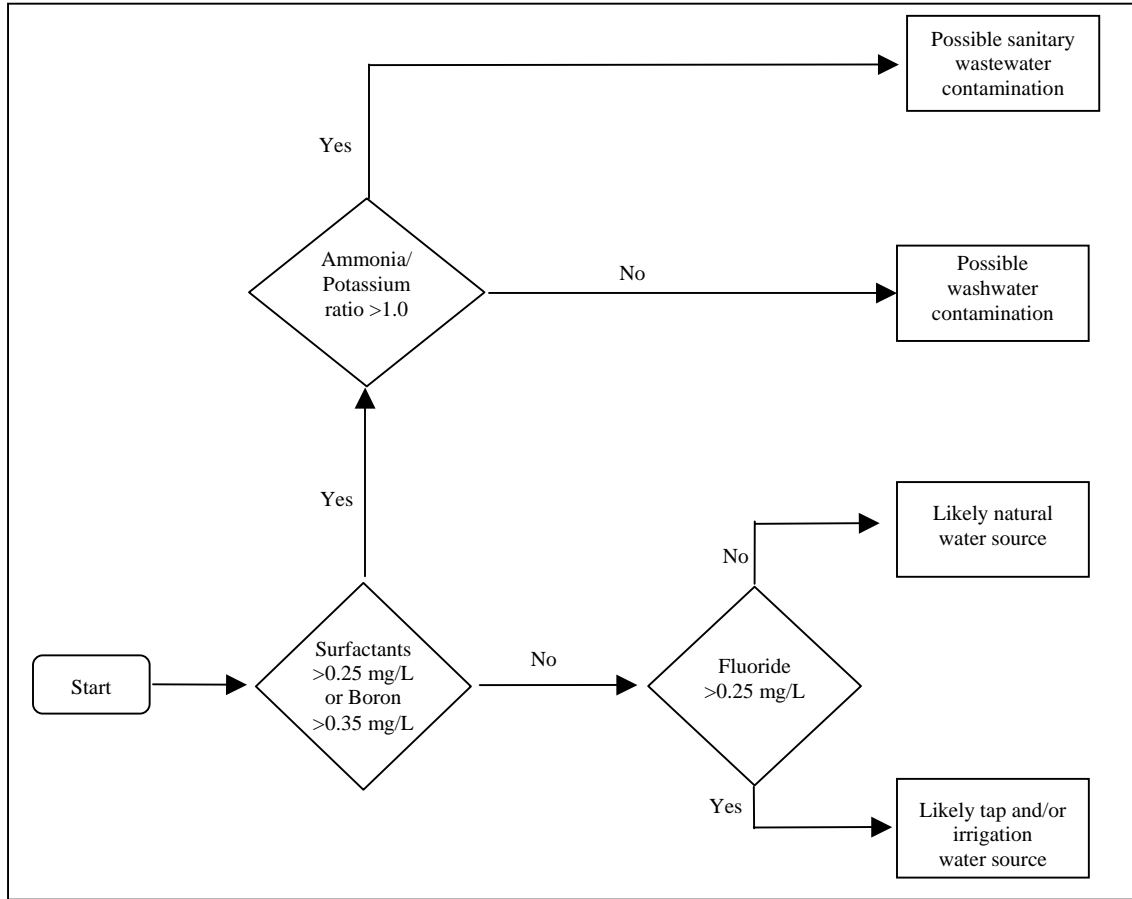 Possible sanitary
wastewater
contamination
Yes
Ammonia/
Potassium
ratio >1.0
No
Possible
washwater
contamination
Yes
Likely natural
water source
No
Start
Surfactants
>0.25 mg/L
or Boron
>0.35 mg/L
No
Fluoride
>0.25 mg/L
Yes
Likely tap and/or
irrigation
water source